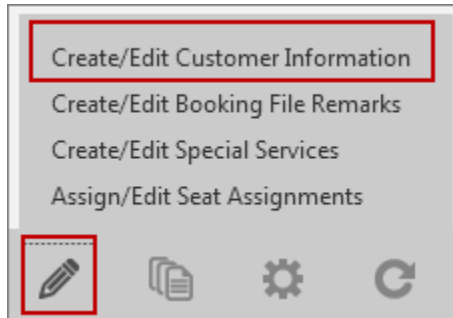 Create/Edit Customer Information
Create/Edit Booking File Remarks
Create/Edit Special Services
Assign/Edit Seat Assignments